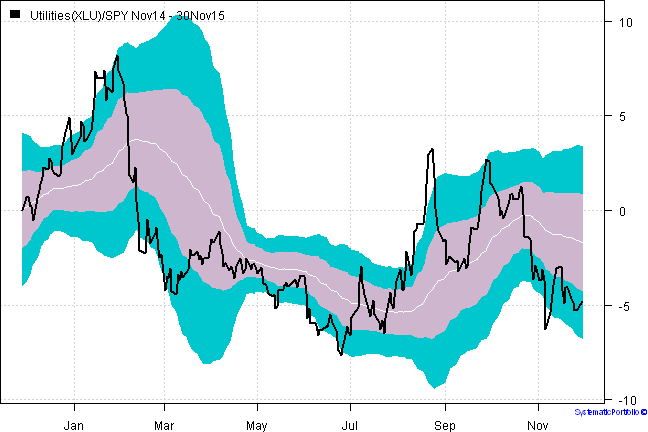 Utilities(XLU)/SPY Nov14 - 30Nov15
10
5
0
-5
-10
SystematicPortfolio ©
Jan Mar May Jul Sep Nov